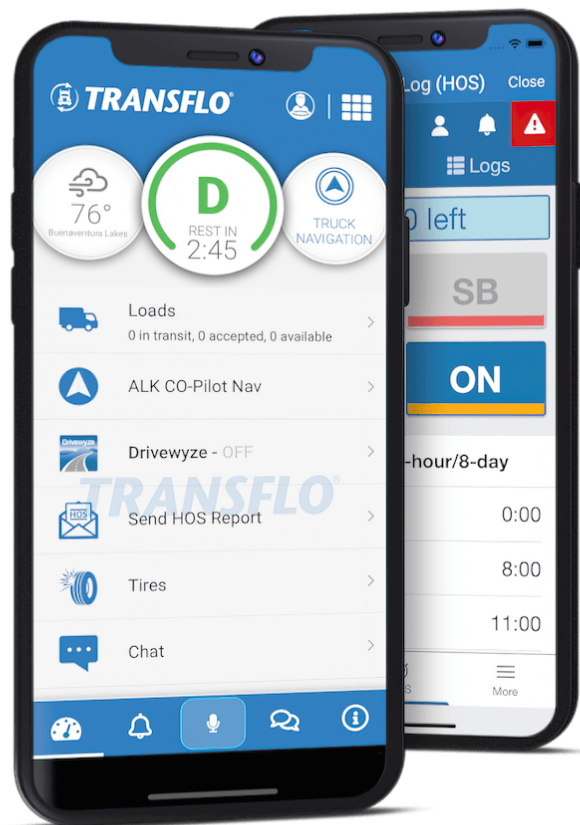 TRANSFLO®
76°
Buenaventura Lakes
D
REST IN
2:45
TRUCK
NAVIGATION
Loads
0 in transit, 0 accepted, 0 available
ALK CO-Pilot Nav
Drivewyze
Drivewyze - OFF
TRANSFLO®
HOS
Send HOS Report
Tires
Chat
Log (HOS)
Close
Logs
0 left
SB
ON
-hour/8-day
0:00
8:00
11:00
More